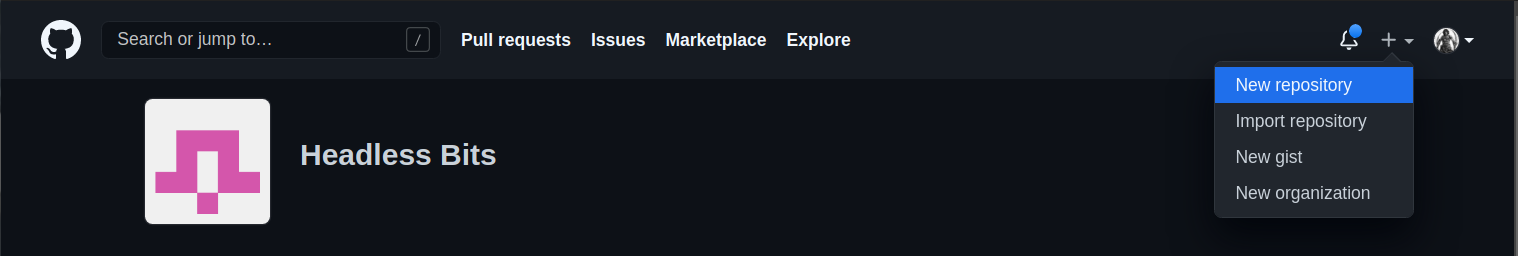 Search or jump to…
/
Pull requests
Issues
Marketplace
Explore
New repository
Import repository
New gist
New organization
Headless Bits